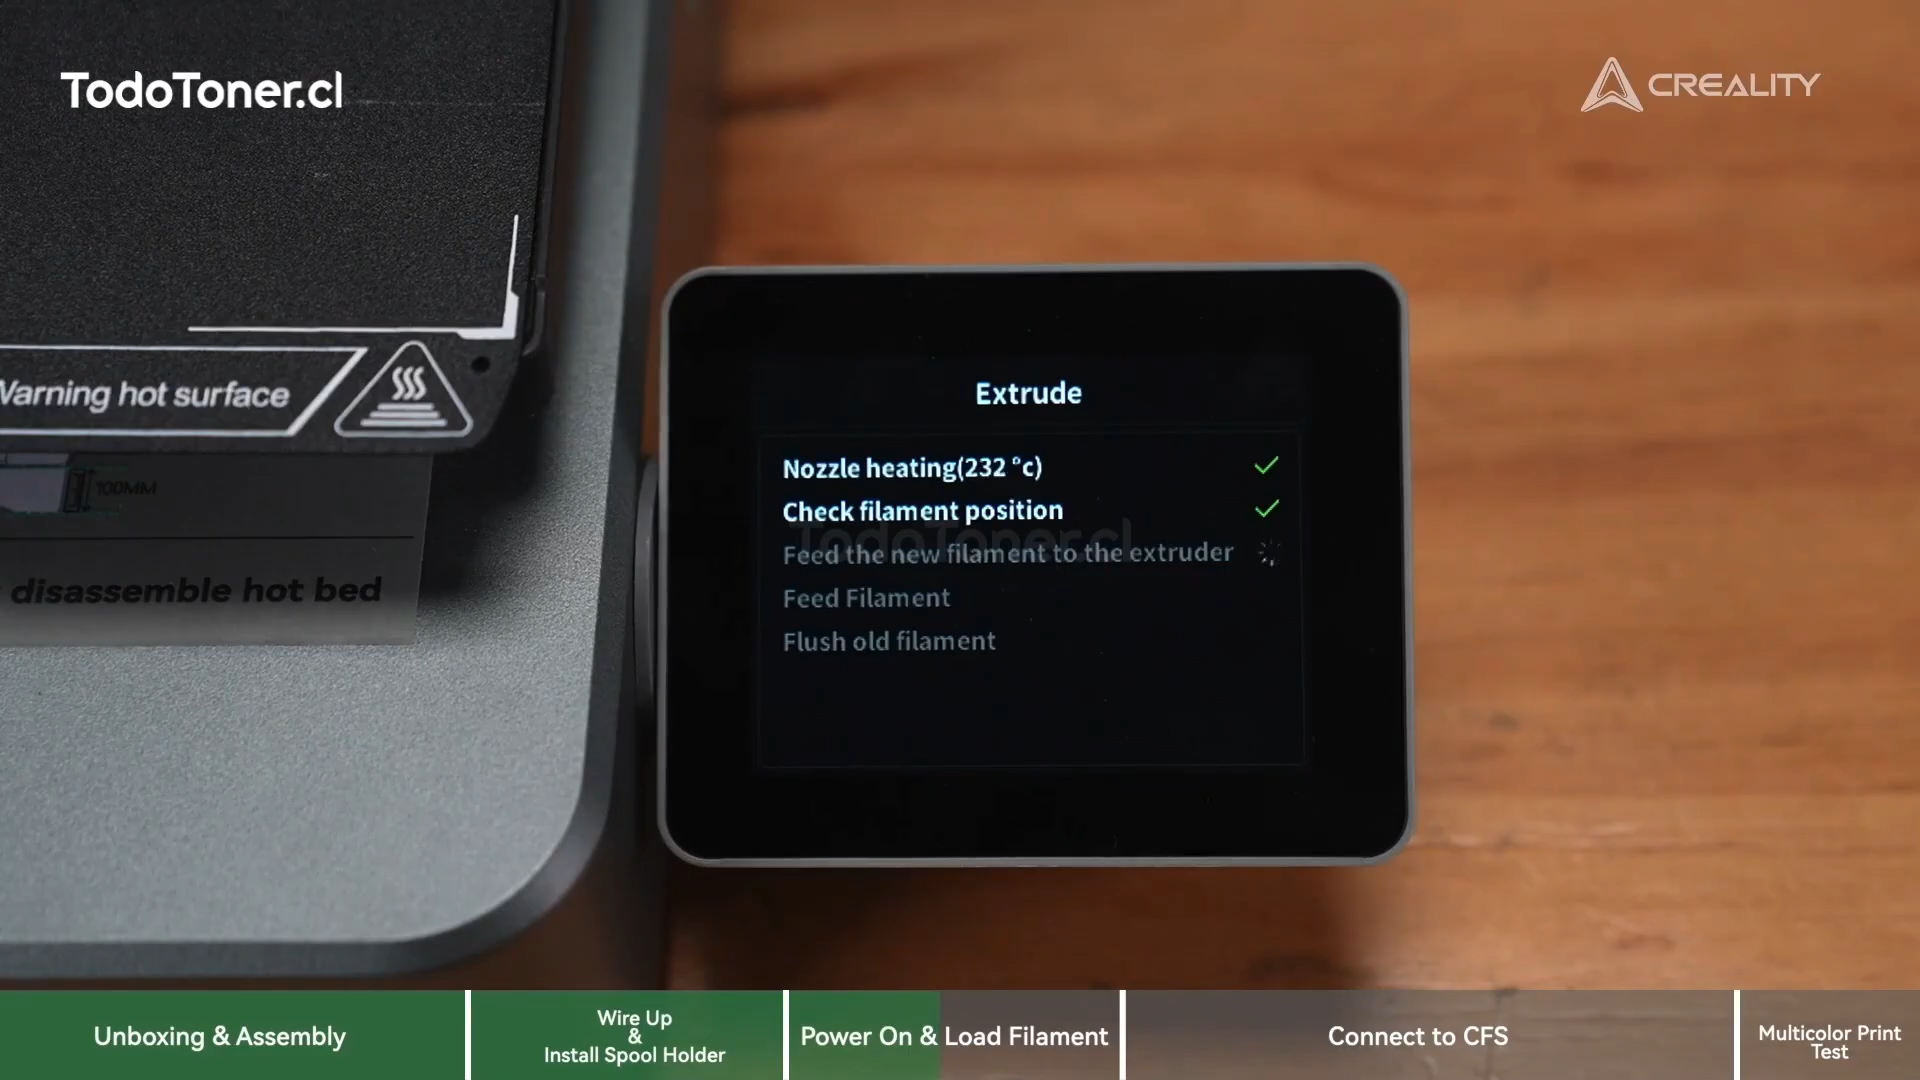 TodoToner.cl
CREALITY
Warning hot surface
100MM
disassemble hot bed
Extrude
Nozzle heating(232 °c)
Check filament position
TodoToner.cl
Feed the new filament to the extruder
Feed Filament
Flush old filament
Unboxing & Assembly
Wire Up
&
Install Spool Holder
Power On & Load Filament
Connect to CFS
Multicolor Print
Test